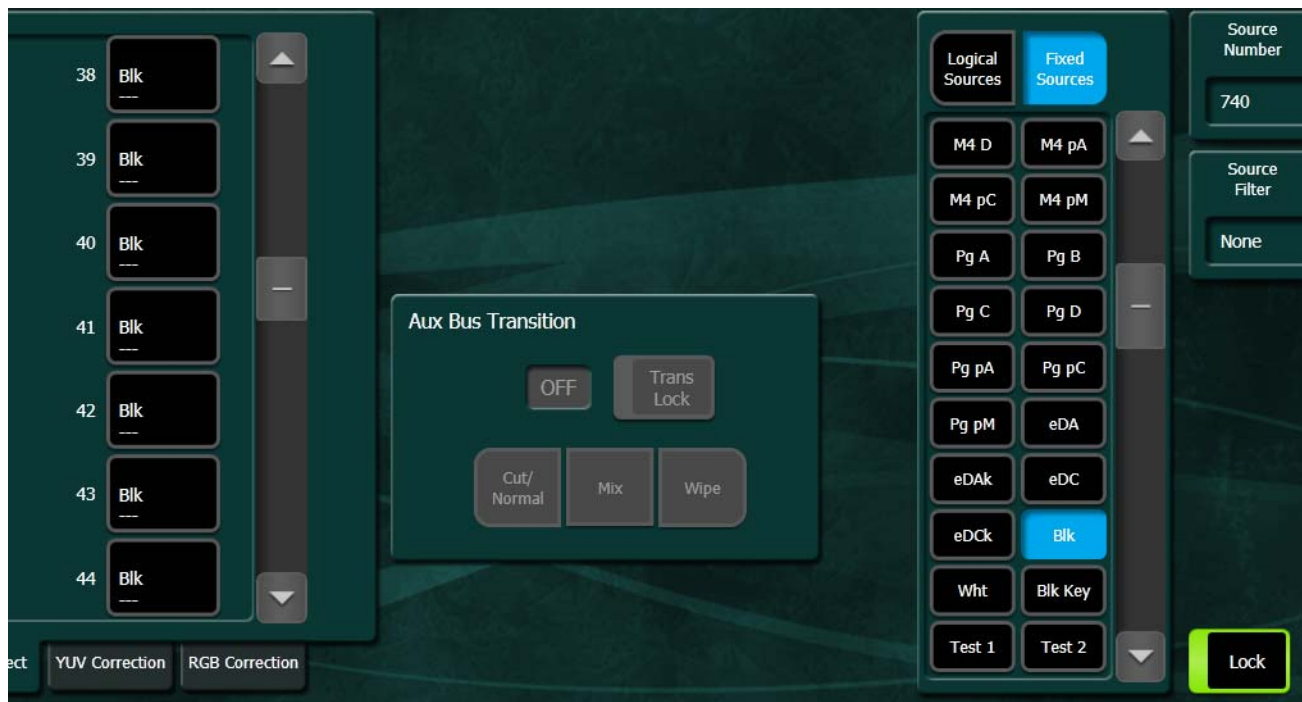 38 Blk
---
39 Blk
---
40 Blk
---
41 Blk
---
42 Blk
---
43 Blk
---
44 Blk
---
ect
YUV Correction
RGB Correction
Aux Bus Transition
OFF
Trans
Lock
Cut/
Normal
Mix
Wipe
Logical
Sources
Fixed
Sources
M4 D
M4 pA
M4 pC
M4 pM
Pg A
Pg B
Pg C
Pg D
Pg pA
Pg pC
Pg pM
eDA
eDAk
eDC
eDCk
Blk
Wht
Blk Key
Test 1
Test 2
Source
Number
740
Source
Filter
None
Lock